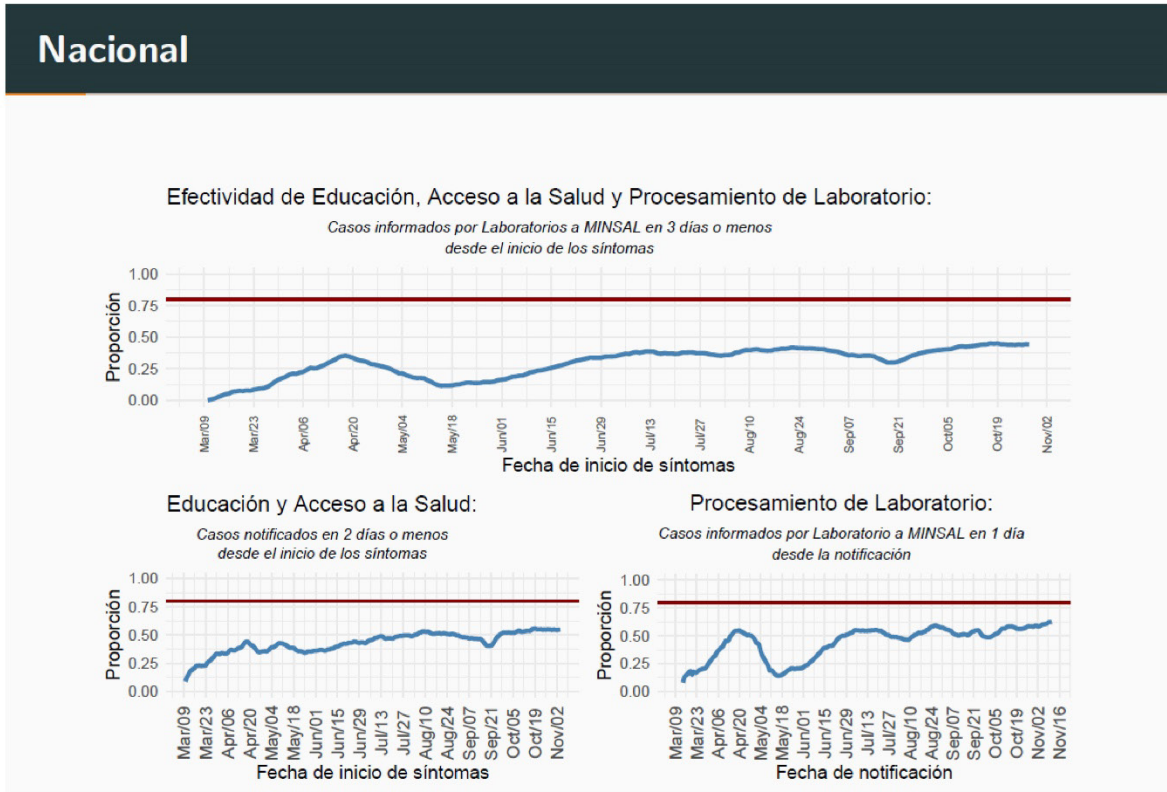 Nacional
Efectividad de Educación, Acceso a la Salud y Procesamiento de Laboratorio:
Casos informados por Laboratorios a MINSAL en 3 días o menos
desde el inicio de los síntomas
Proporción
1.00
0.75
0.50
0.25
0.00
Mar/09 Mar/23 Apr/06 Apr/20 May/04 May/18 Jun/01 Jun/15 Jun/29 Jul/13 Jul/27 Aug/10 Aug/24 Sep/07 Sep/21 Oct/05 Oct/19 Nov/02
Fecha de inicio de síntomas
Educación y Acceso a la Salud:
Casos notificados en 2 días o menos
desde el inicio de los síntomas
Proporción
1.00
0.75
0.50
0.25
0.00
Mar/09 Mar/23 Apr/06 Apr/20 May/04 May/18 Jun/01 Jun/15 Jun/29 Jul/13 Jul/27 Aug/10 Aug/24 Sep/07 Sep/21 Oct/05 Oct/19 Nov/02
Fecha de inicio de síntomas
Procesamiento de Laboratorio:
Casos informados por Laboratorio a MINSAL en 1 día
desde la notificación
Proporción
1.00
0.75
0.50
0.25
0.00
Mar/09 Mar/23 Apr/06 Apr/20 May/04 May/18 Jun/01 Jun/15 Jun/29 Jul/13 Jul/27 Aug/10 Aug/24 Sep/07 Sep/21 Oct/05 Oct/19 Nov/02 Nov/16
Fecha de notificación